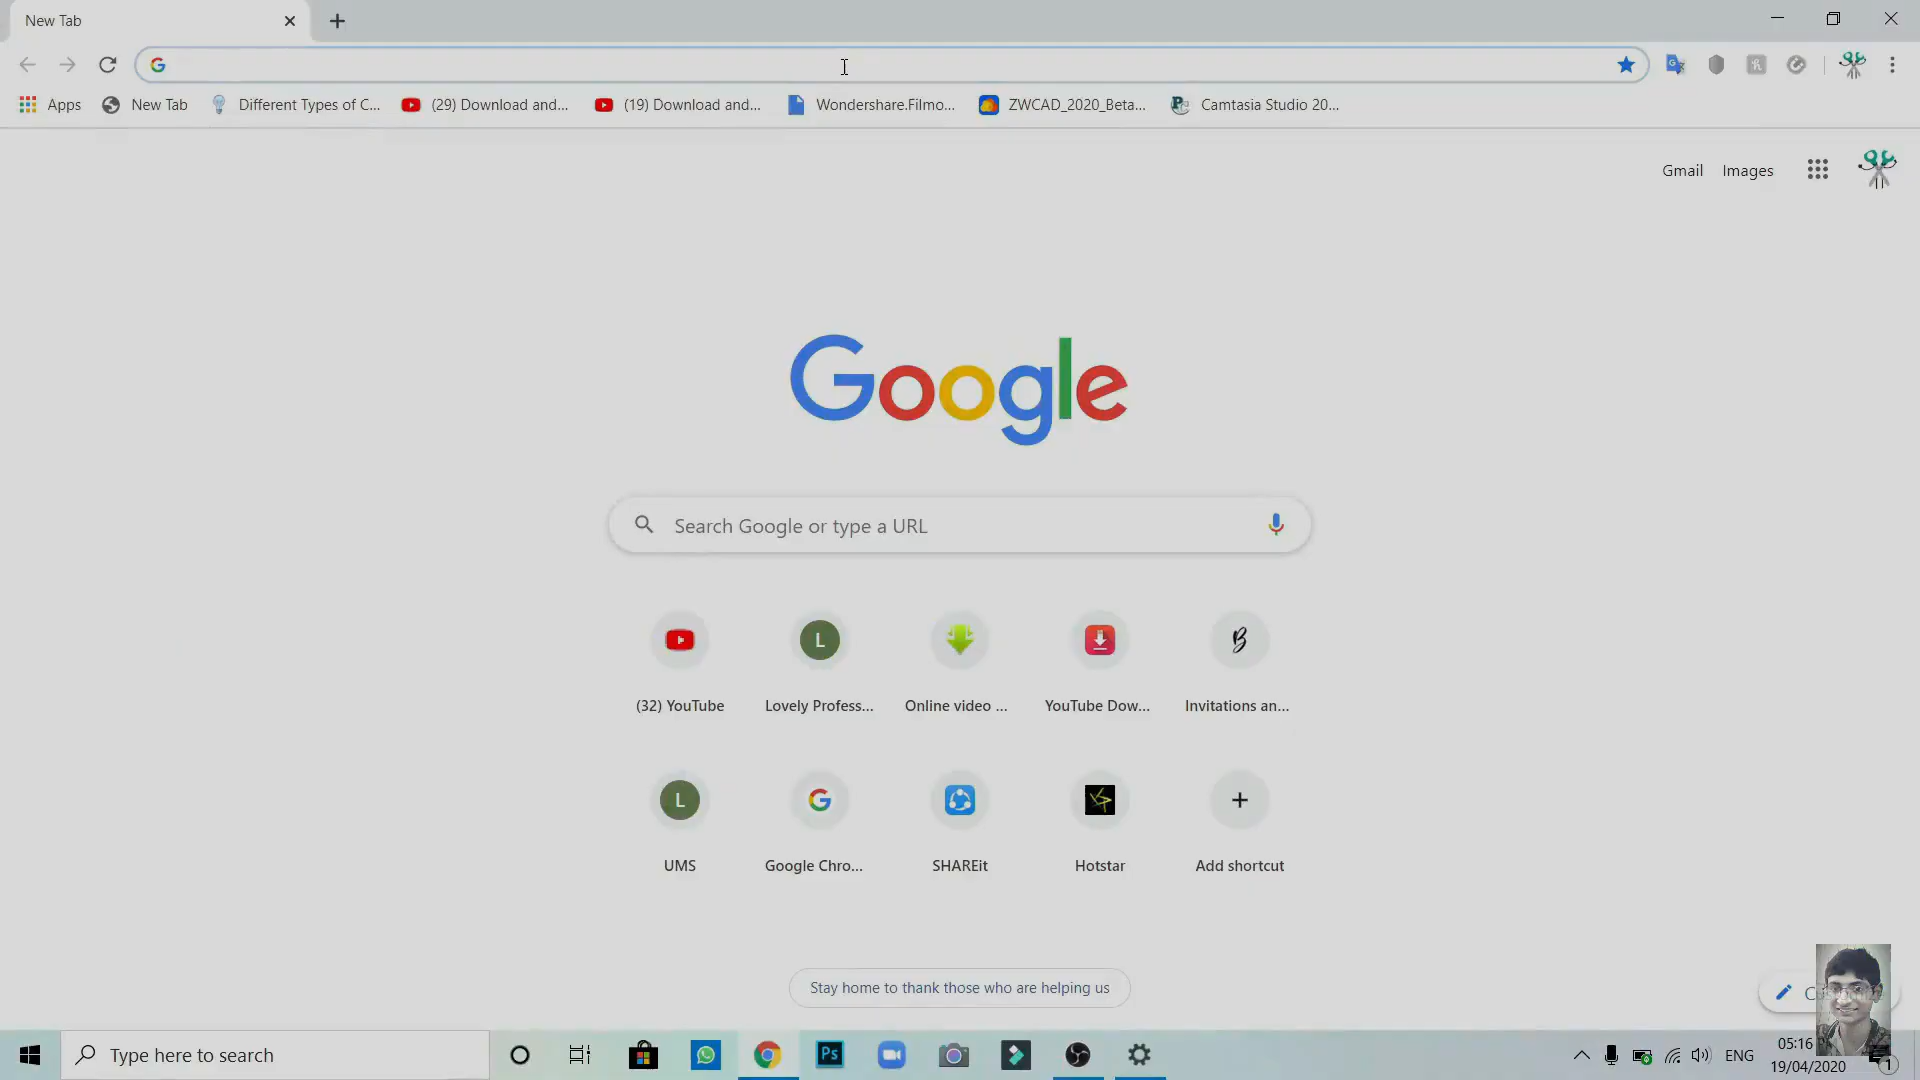 New Tab
Apps
New Tab
Different Types of C...
(29) Download and...
(19) Download and...
Wondershare.Filmo...
ZWCAD_2020_Beta...
Camtasia Studio 20...
Gmail
Images
Google
Search Google or type a URL
(32) YouTube
L
Lovely Profess...
Online video ...
YouTube Dow...
B
Invitations an...
L
UMS
Google Chro...
SHAREit
Hotstar
Add shortcut
Stay home to thank those who are helping us
Type here to search
Ps
ENG
05:16
19/04/2020
1